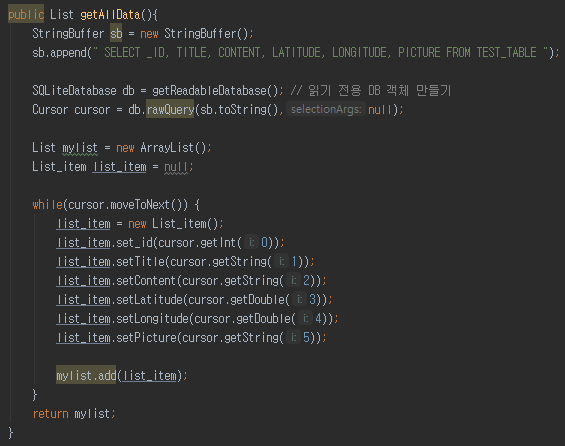 public List getAllData(){
StringBuffer sb = new StringBuffer();
sb.append(" SELECT _ID, TITLE, CONTENT, LATITUDE, LONGITUDE, PICTURE FROM TEST_TABLE ");
SQLiteDatabase db = getReadableDatabase(); // 읽기 전용 DB 객체 만들기
Cursor cursor = db.rawQuery(sb.toString(), selectionArgs: null);
List mylist = new ArrayList();
List_item list_item = null;
while(cursor.moveToNext()) {
list_item = new List_item();
list_item.set_id(cursor.getInt( i: 0));
list_item.setTitle(cursor.getString( i: 1));
list_item.setContent(cursor.getString( i: 2));
list_item.setLatitude(cursor.getDouble( i: 3));
list_item.setLongitude(cursor.getDouble( i: 4));
list_item.setPicture(cursor.getString( i: 5));
mylist.add(list_item);
}
return mylist;
}